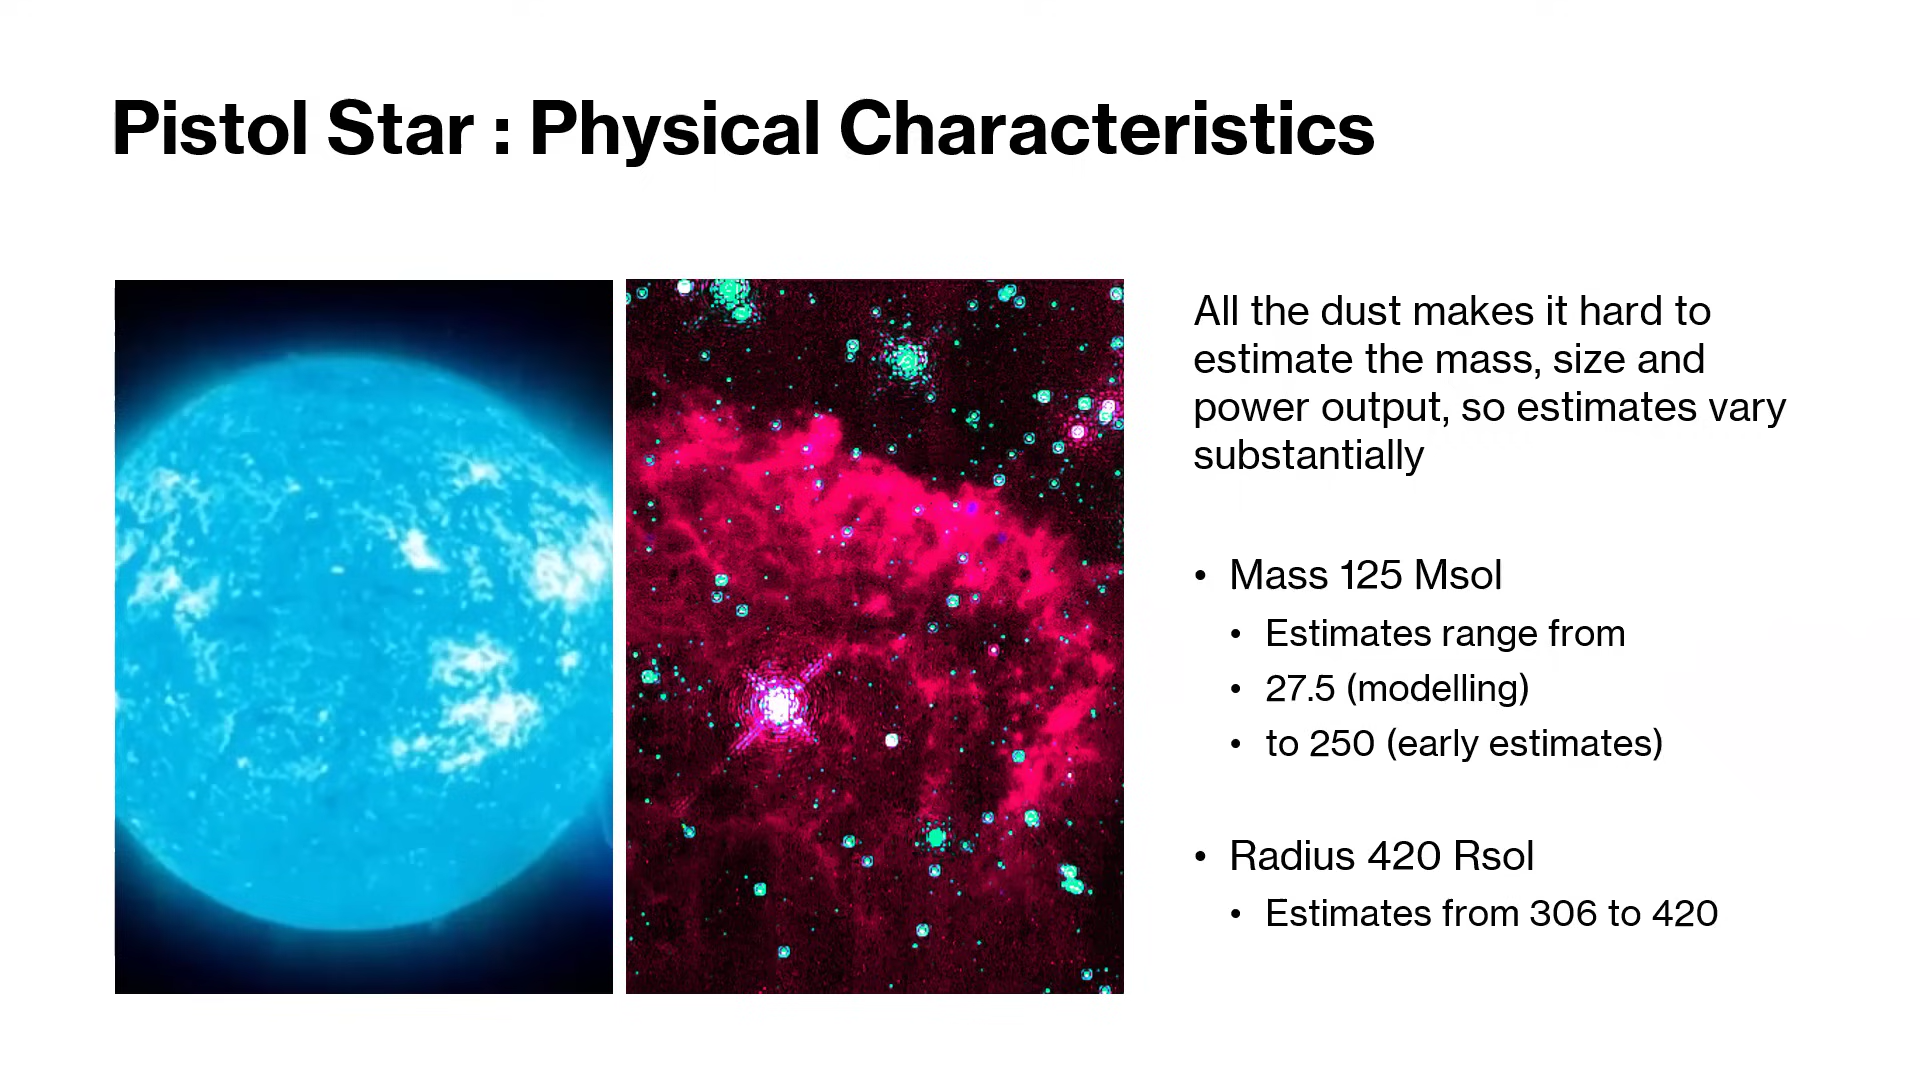 Pistol Star : Physical Characteristics
All the dust makes it hard to
estimate the mass, size and
power output, so estimates vary
substantially
• Mass 125 Msol
• Estimates range from
• 27.5 (modelling)
• to 250 (early estimates)
• Radius 420 Rsol
• Estimates from 306 to 420